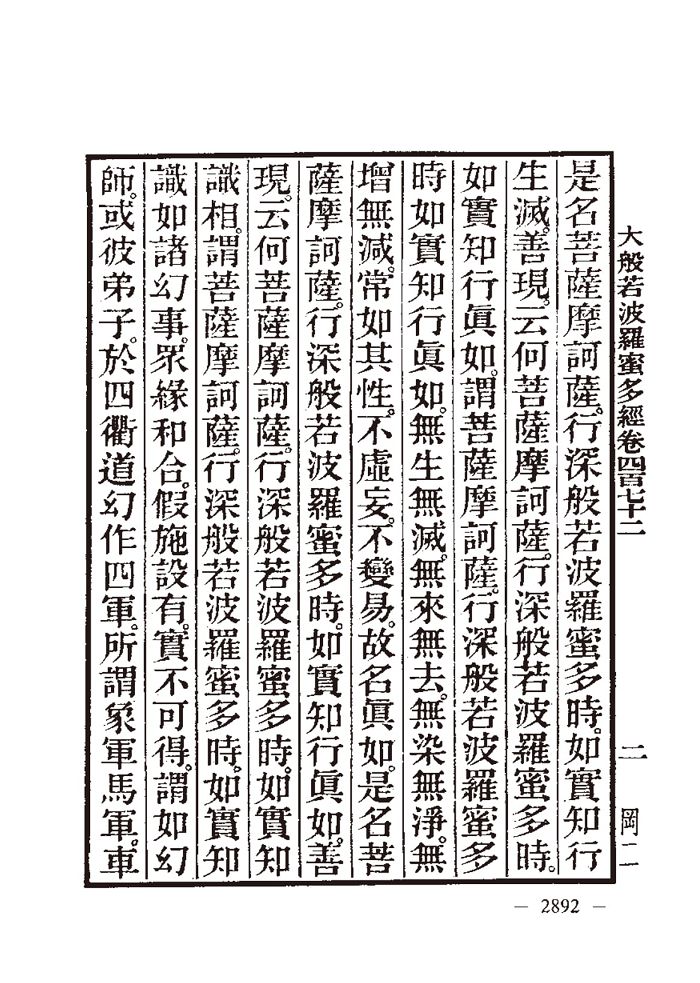 大般若波羅蜜多經卷四百七十二　二　岡二
是名菩薩摩訶薩。行深般若波羅蜜多時。如實知行
生滅。善現。云何菩薩摩訶薩。行深般若波羅蜜多時。
如實知行眞如。謂菩薩摩訶薩。行深般若波羅蜜多
時如實知行眞如。無生無滅。無來無去。無染無淨。無
增無減。常如其性。不虛妄。不變易。故名眞如。是名菩
薩摩訶薩。行深般若波羅蜜多時。如實知行眞如。善
現。云何菩薩摩訶薩。行深般若波羅蜜多時。如實知
識相。謂菩薩摩訶薩。行深般若波羅蜜多時。如實知
識如諸幻事。眾緣和合。假施設有。實不可得。謂如幻
師。或彼弟子。於四衢道幻作四軍。所謂象軍馬軍。車
— 2892 —